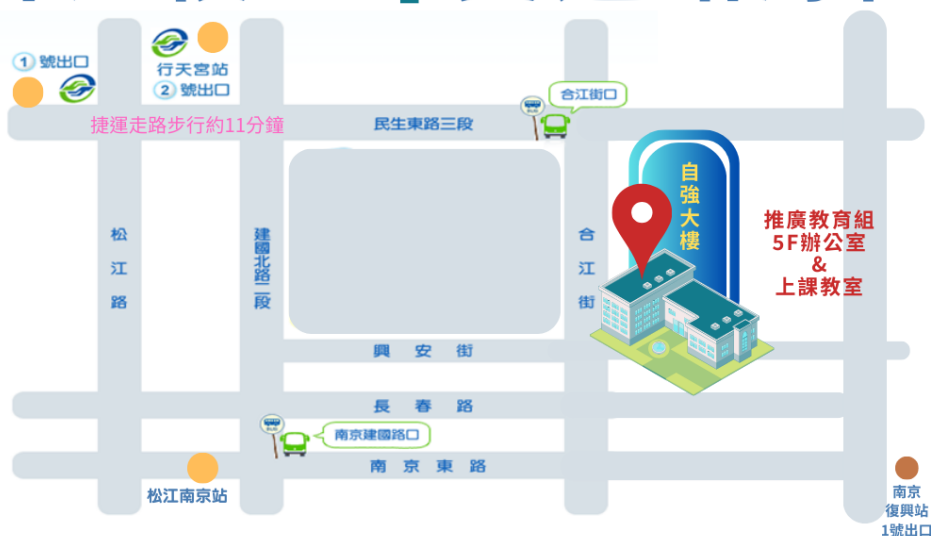 1 號出口
行天宮站
2 號出口
合江街口
捷運走路步行約11分鐘
民生東路三段
自強大樓
推廣教育組
5F辦公室
&
上課教室
松江路
建國北路二段
合江街
興安街
長春路
南京建國路口
南京東路
松江南京站
南京
復興站
1號出口